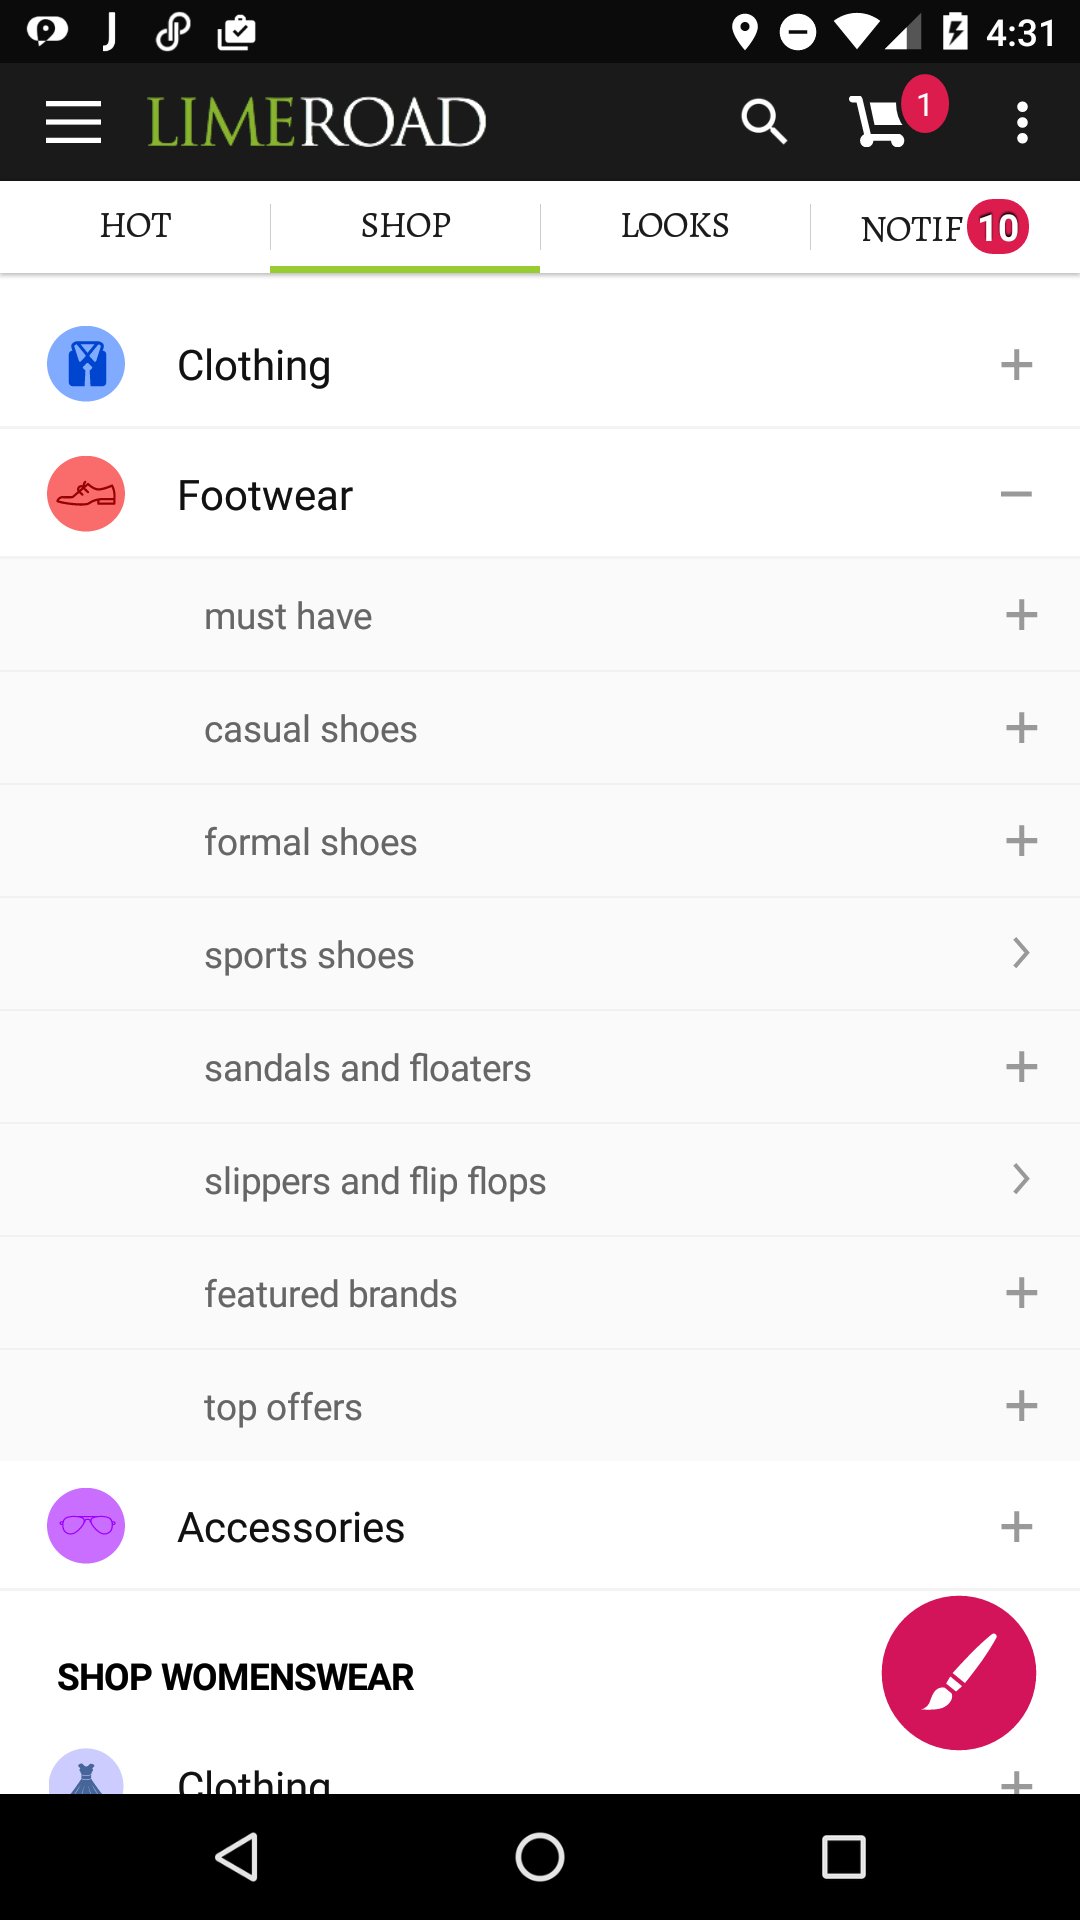 4:31
LIMEROAD
1
HOT
SHOP
LOOKS
NOTIF 10
Clothing
Footwear
must have
casual shoes
formal shoes
sports shoes
sandals and floaters
slippers and flip flops
featured brands
top offers
Accessories
SHOP WOMENSWEAR
Clothing